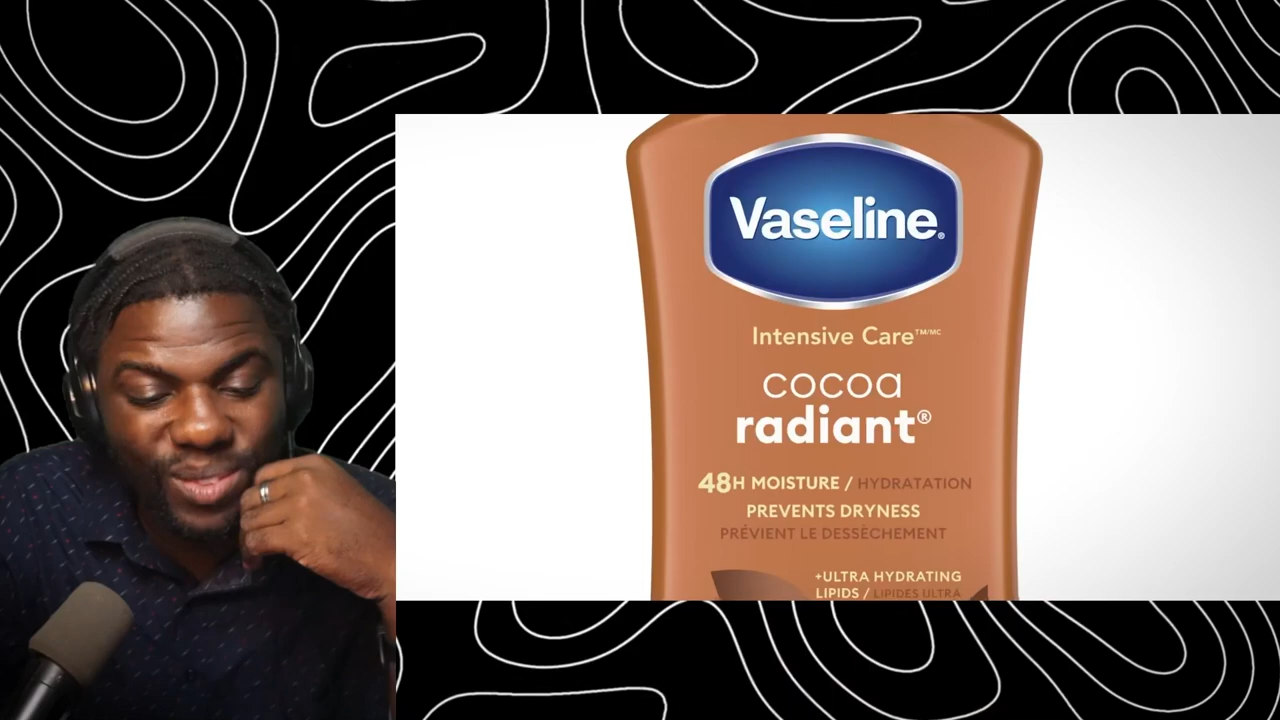 Vaseline®
Intensive Care™/MC
cocoa
radiant®
48H MOISTURE / HYDRATATION
PREVENTS DRYNESS
PRÉVIENT LE DESSÈCHEMENT
+ULTRA HYDRATING
LIPIDS / LIPIDES ULTRA